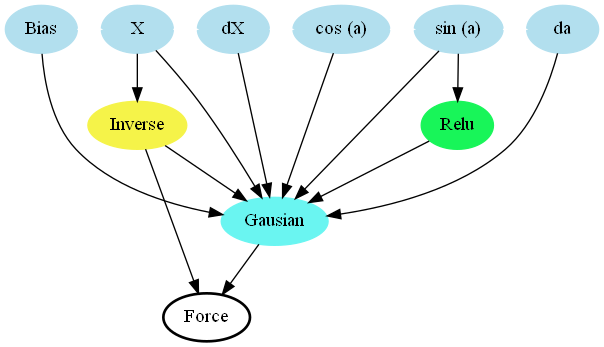 Bias
X
dX
cos (a)
sin (a)
da
Inverse
Relu
Gausian
Force